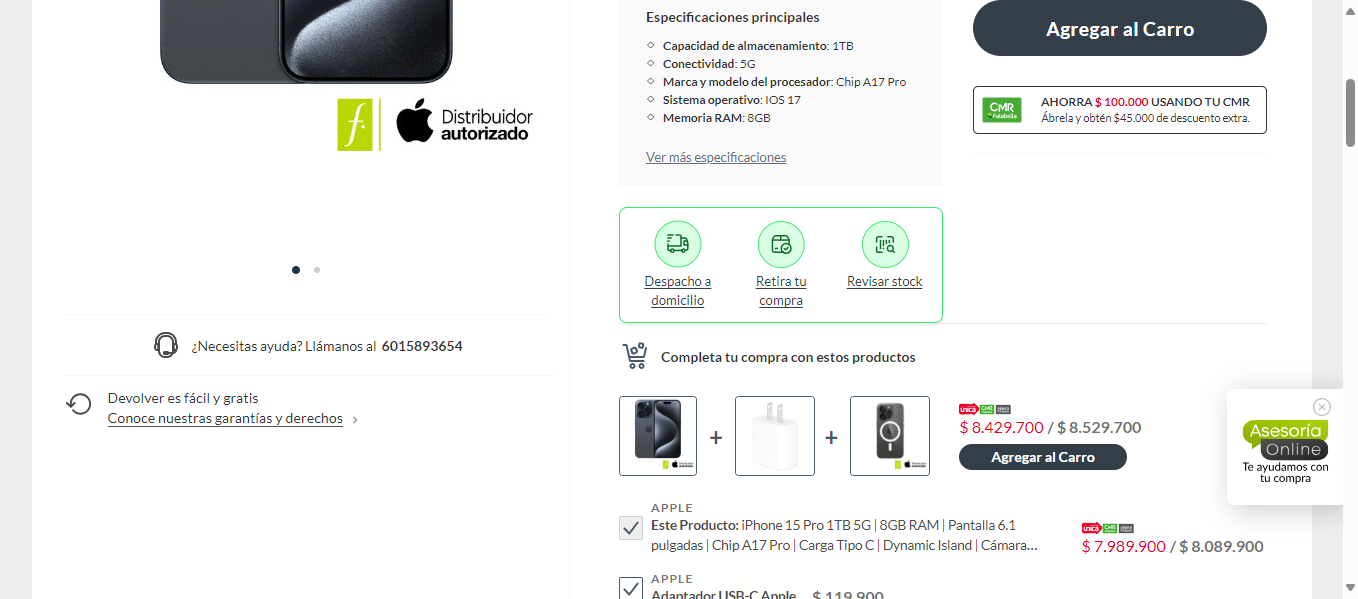 Distribuidor
autorizado
¿Necesitas ayuda? Llámanos al 6015893654
Devolver es fácil y gratis
Conoce nuestras garantías y derechos
Especificaciones principales
Capacidad de almacenamiento: 1TB
Conectividad: 5G
Marca y modelo del procesador: Chip A17 Pro
Sistema operativo: IOS 17
Memoria RAM: 8GB
Ver más especificaciones
Agregar al Carro
CMR
Falabella
AHORRA $ 100.000 USANDO TU CMR
Ábrela y obtén $45.000 de descuento extra.
Despacho a
domicilio
Retira tu
compra
Revisar stock
Completa tu compra con estos productos
+
+
única CMR
$ 8.429.700 / $ 8.529.700
Agregar al Carro
APPLE
Este Producto: iPhone 15 Pro 1TB 5G | 8GB RAM | Pantalla 6.1
pulgadas | Chip A17 Pro | Carga Tipo C | Dynamic Island | Cámara...
única CMR
$ 7.989.900 / $ 8.089.900
APPLE
Adaptador USB-C Apple $ 119.900
Asesoría
Online
Te ayudamos con
tu compra